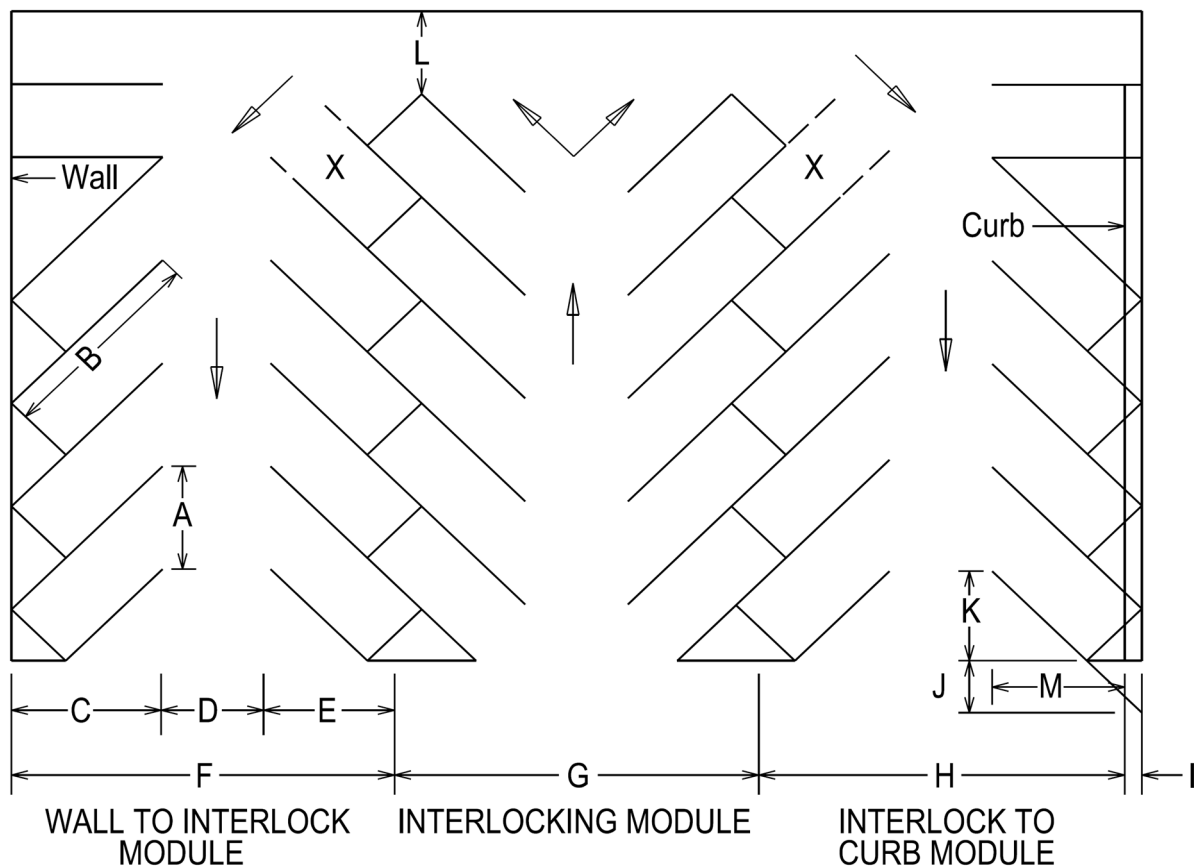 L
X
X
Wall
Curb
B
A
K
J
M
C
D
E
F
G
H
I
WALL TO INTERLOCK
MODULE
INTERLOCKING MODULE
INTERLOCK TO
CURB MODULE